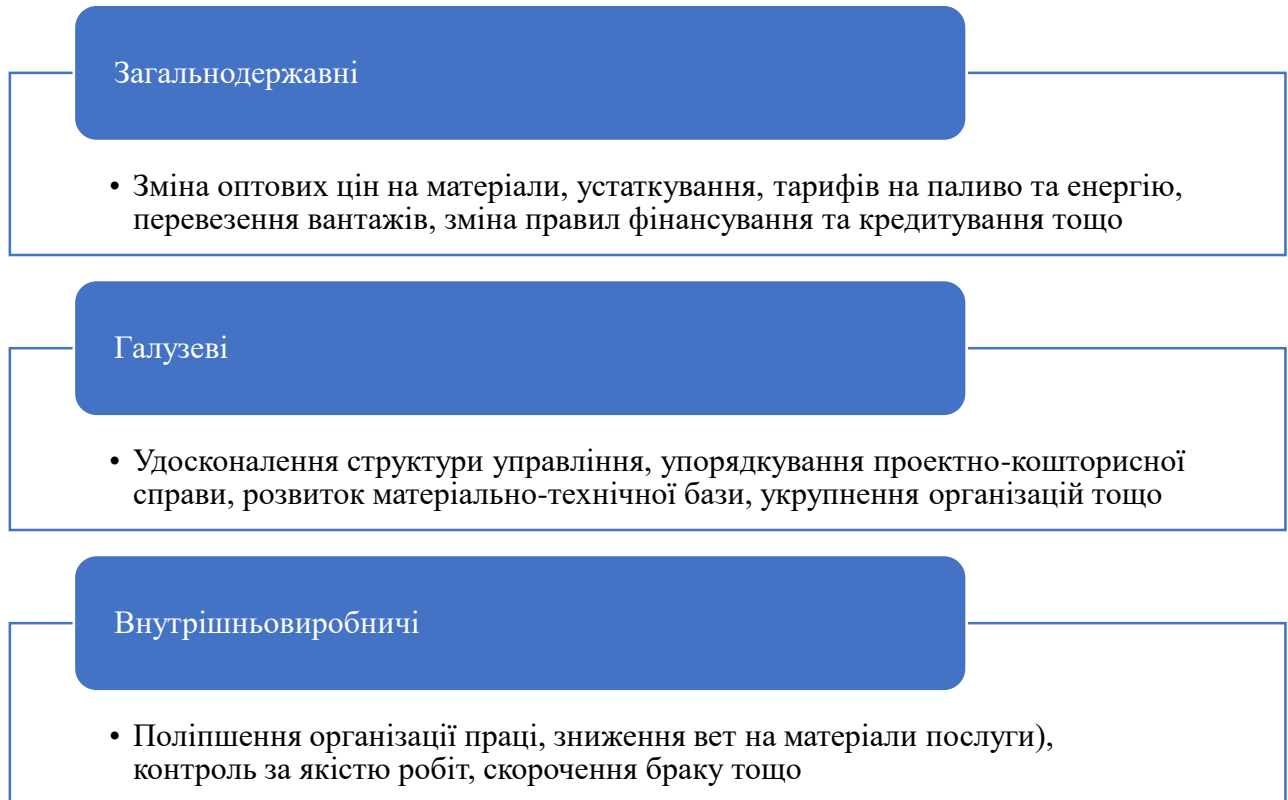 Загальнодержавні
• Зміна оптових цін на матеріали, устаткування, тарифів на паливо та енергію,
перевезення вантажів, зміна правил фінансування та кредитування тощо
Галузеві
• Удосконалення структури управління, упорядкування проектно-кошторисної
справи, розвиток матеріально-технічної бази, укрупнення організацій тощо
Внутрішньовиробничі
• Поліпшення організації праці, зниження вет на матеріали послуги),
контроль за якістю робіт, скорочення браку тощо